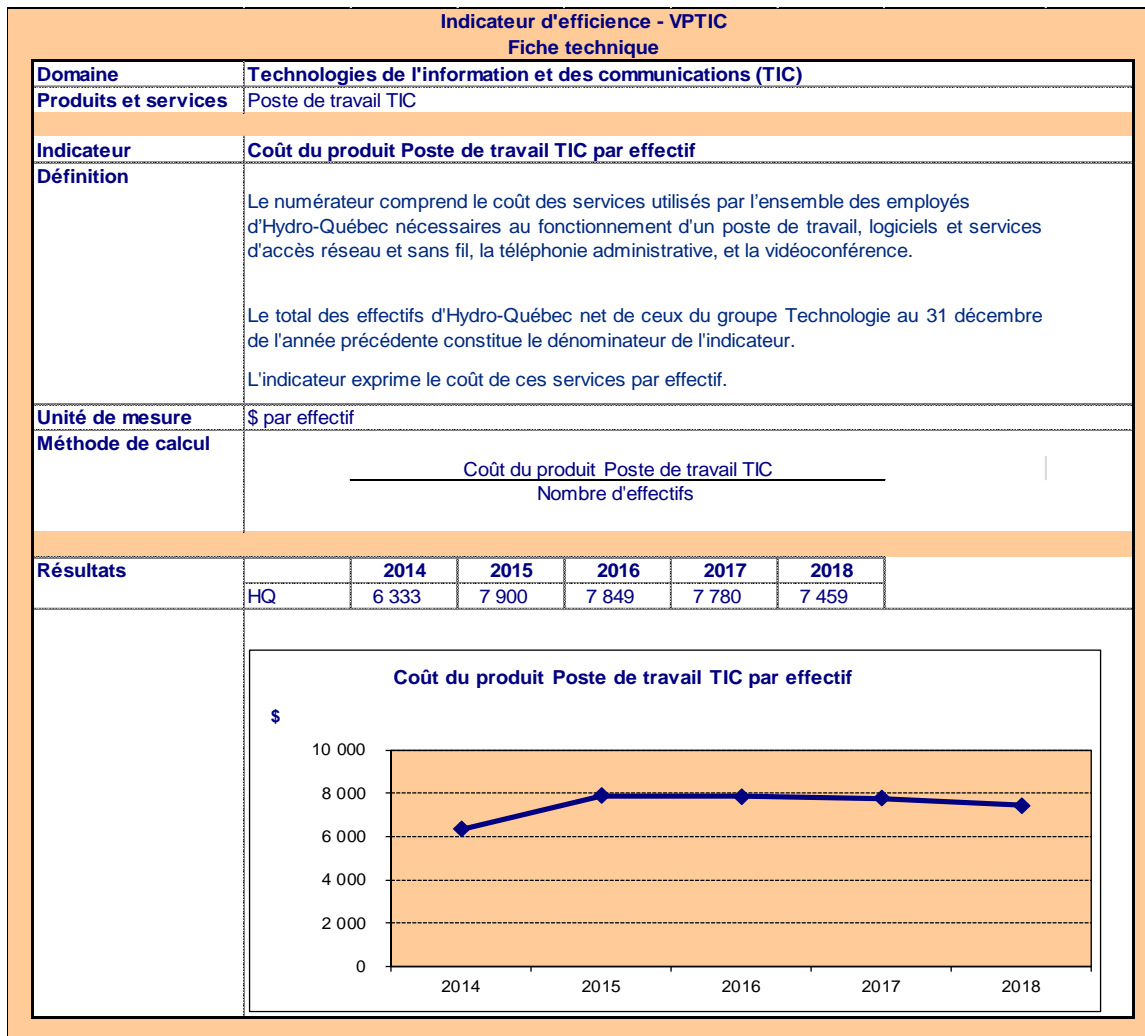 Indicateur d'efficience - VPTIC
Fiche technique
Domaine Technologies de l'information et des communications (TIC)
Produits et services Poste de travail TIC
Indicateur Coût du produit Poste de travail TIC par effectif
Définition
Le numérateur comprend le coût des services utilisés par l'ensemble des employés
d'Hydro-Québec nécessaires au fonctionnement d'un poste de travail, logiciels et services
d'accès réseau et sans fil, la téléphonie administrative, et la vidéoconférence.
Le total des effectifs d'Hydro-Québec net de ceux du groupe Technologie au 31 décembre
de l'année précédente constitue le dénominateur de l'indicateur.
L'indicateur exprime le coût de ces services par effectif.
Unité de mesure $ par effectif
Méthode de calcul
Coût du produit Poste de travail TIC
Nombre d'effectifs
Résultats 2014 2015 2016 2017 2018
HQ 6 333 7 900 7 849 7 780 7 459
Coût du produit Poste de travail TIC par effectif
$
10 000
8 000
6 000
4 000
2 000
0
2014 2015 2016 2017 2018